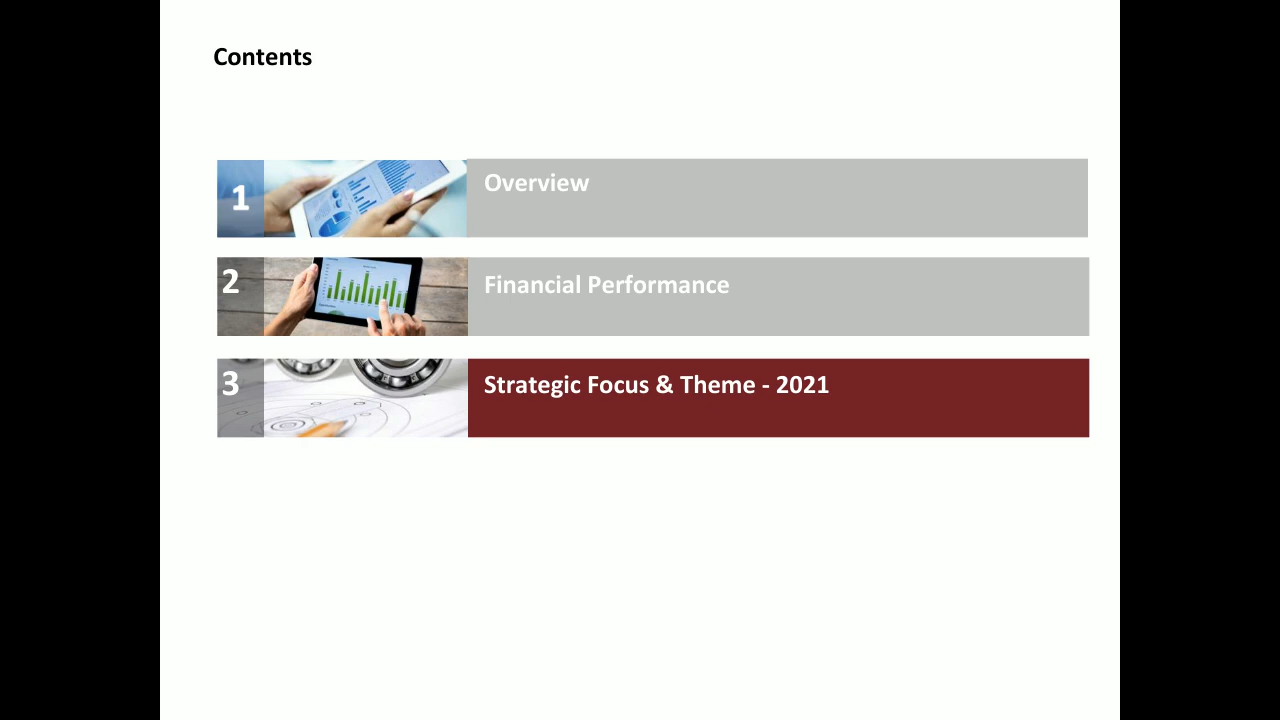 Contents
1
Overview
2
Financial Performance
3
Strategic Focus & Theme - 2021